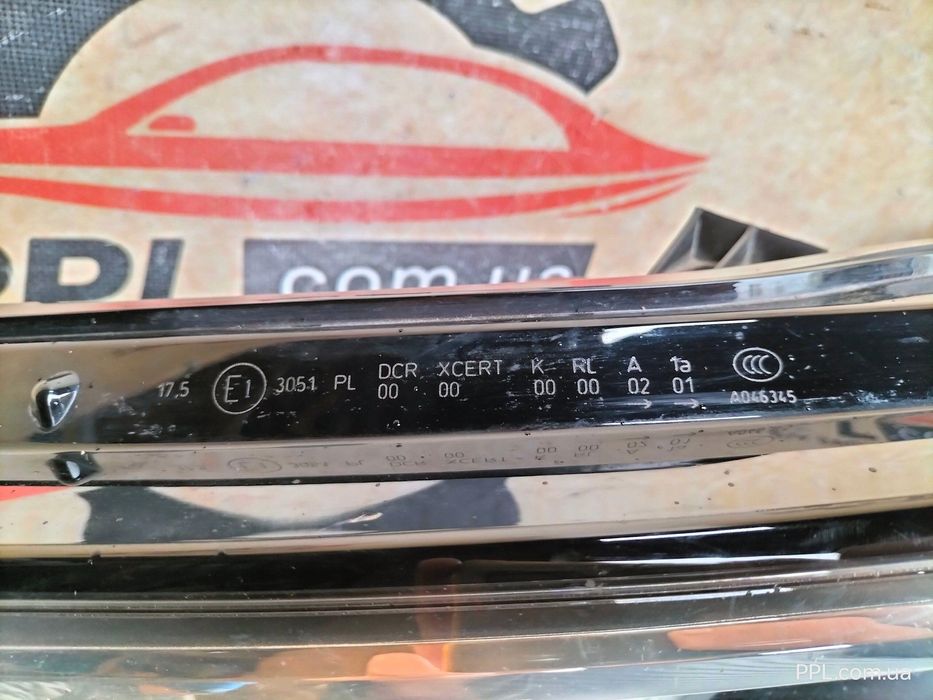 PPL
com.ua
17,5 E1 3051 PL DCR XCERT K RL A 1a CCC
00 00 00 00 02 01 A046345
PPL.com.ua